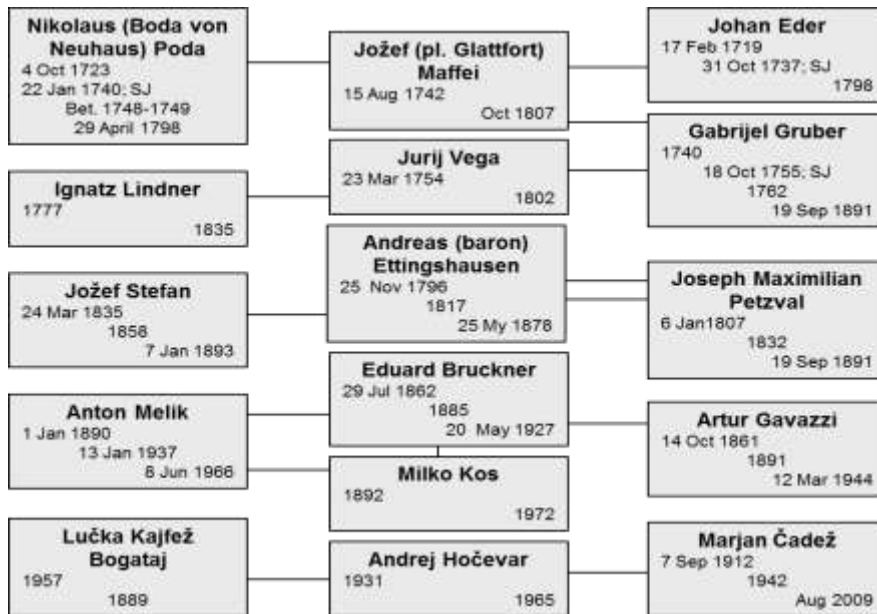 Nikolaus (Boda von
Neuhaus) Poda
4 Oct 1723
22 Jan 1740; SJ
Bet. 1748-1749
29 April 1798
Jožef (pl. Glattfort)
Maffei
15 Aug 1742
Oct 1807
Johan Eder
17 Feb 1719
31 Oct 1737; SJ
1798
Gabrijel Gruber
1740
18 Oct 1755; SJ
1762
19 Sep 1891
Jurij Vega
23 Mar 1754
1802
Ignatz Lindner
1777
1835
Andreas (baron)
Ettingshausen
25 Nov 1796
1817
25 My 1878
Jožef Stefan
24 Mar 1835
1858
7 Jan 1893
Joseph Maximilian
Petzval
6 Jan1807
1832
19 Sep 1891
Eduard Bruckner
29 Jul 1862
1885
20 May 1927
Anton Melik
1 Jan 1890
13 Jan 1937
8 Jun 1966
Artur Gavazzi
14 Oct 1861
1891
12 Mar 1944
Milko Kos
1892
1972
Lučka Kajfež
Bogataj
1957
1889
Andrej Hočevar
1931
1965
Marjan Čadež
7 Sep 1912
1942
Aug 2009